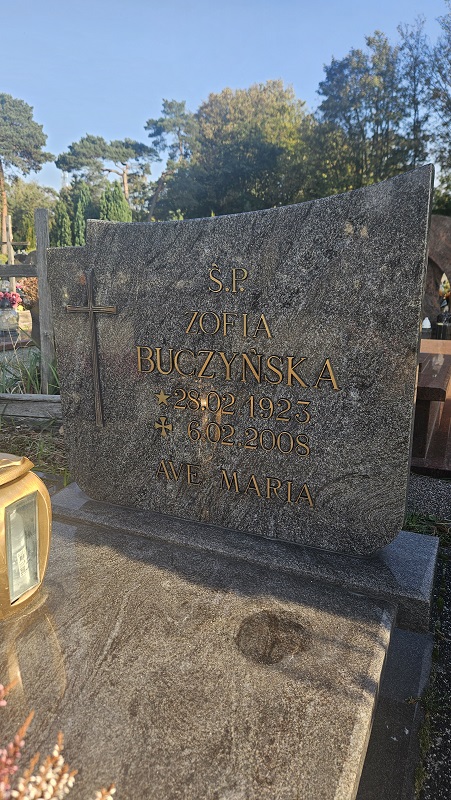 Ś.P.
ZOFIA
BUCZYŃSKA
28.02 1923
6.02.2008
AVE MARIA